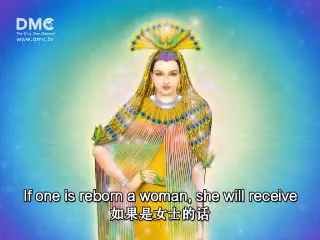 DMC
The Only One Channel
www.dmc.tv
If one is reborn a woman, she will receive
如果是女士的话